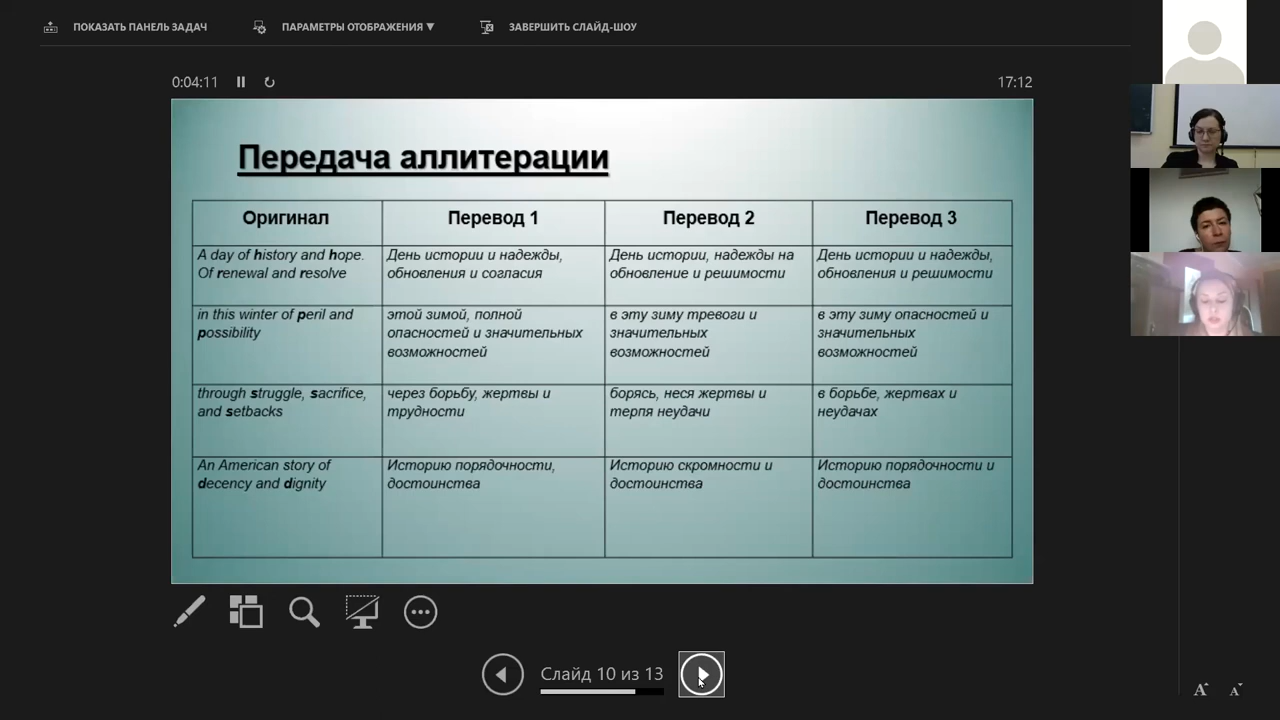 ПОКАЗАТЬ ПАНЕЛЬ ЗАДАЧ
ПАРАМЕТРЫ ОТОБРАЖЕНИЯ ▼
ЗАВЕРШИТЬ СЛАЙД-ШОУ
0:04:11
17:12
Передача аллитерации
Оригинал
Перевод 1
Перевод 2
Перевод 3
A day of history and hope.
Of renewal and resolve
День истории и надежды,
обновления и согласия
День истории, надежды на
обновление и решимости
День истории и надежды,
обновления и решимости
in this winter of peril and
possibility
этой зимой, полной
опасностей и значительных
возможностей
в эту зиму тревоги и
значительных
возможностей
в эту зиму опасностей и
значительных
возможностей
through struggle, sacrifice,
and setbacks
через борьбу, жертвы и
трудности
борясь, неся жертвы и
терпя неудачи
в борьбе, жертвах и
неудачах
An American story of
decency and dignity
Историю порядочности,
достоинства
Историю скромности и
достоинства
Историю порядочности и
достоинства
Слайд 10 из 13
A A